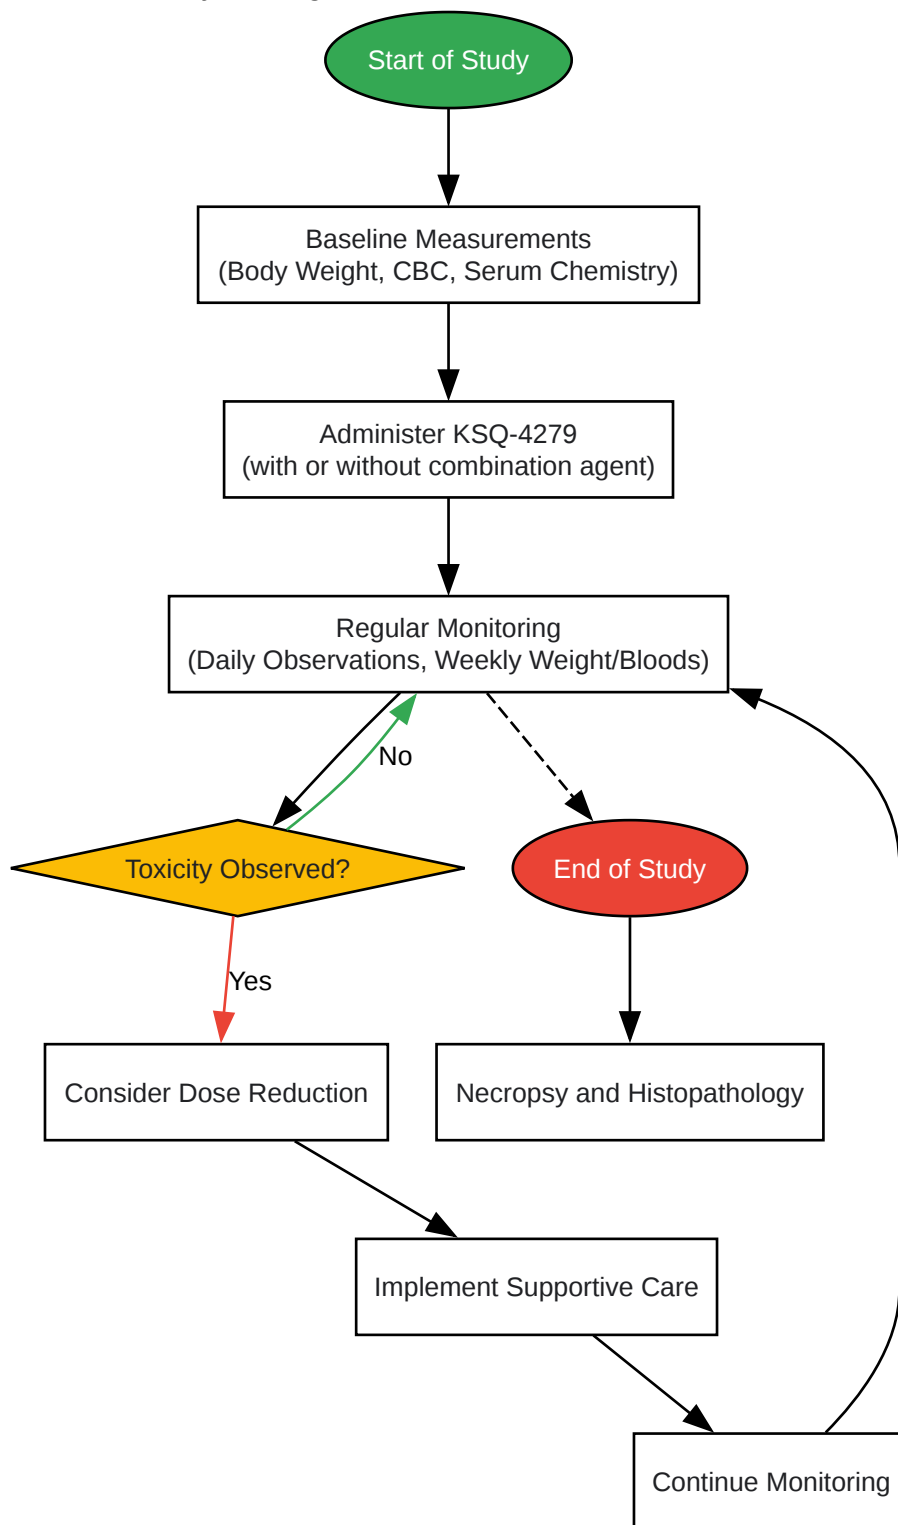 Start of Study
Baseline Measurements
(Body Weight, CBC, Serum Chemistry)
Administer KSQ-4279
(with or without combination agent)
Regular Monitoring
(Daily Observations, Weekly Weight/Bloods)
No
Toxicity Observed?
End of Study
Yes
Consider Dose Reduction
Necropsy and Histopathology
Implement Supportive Care
Continue Monitoring